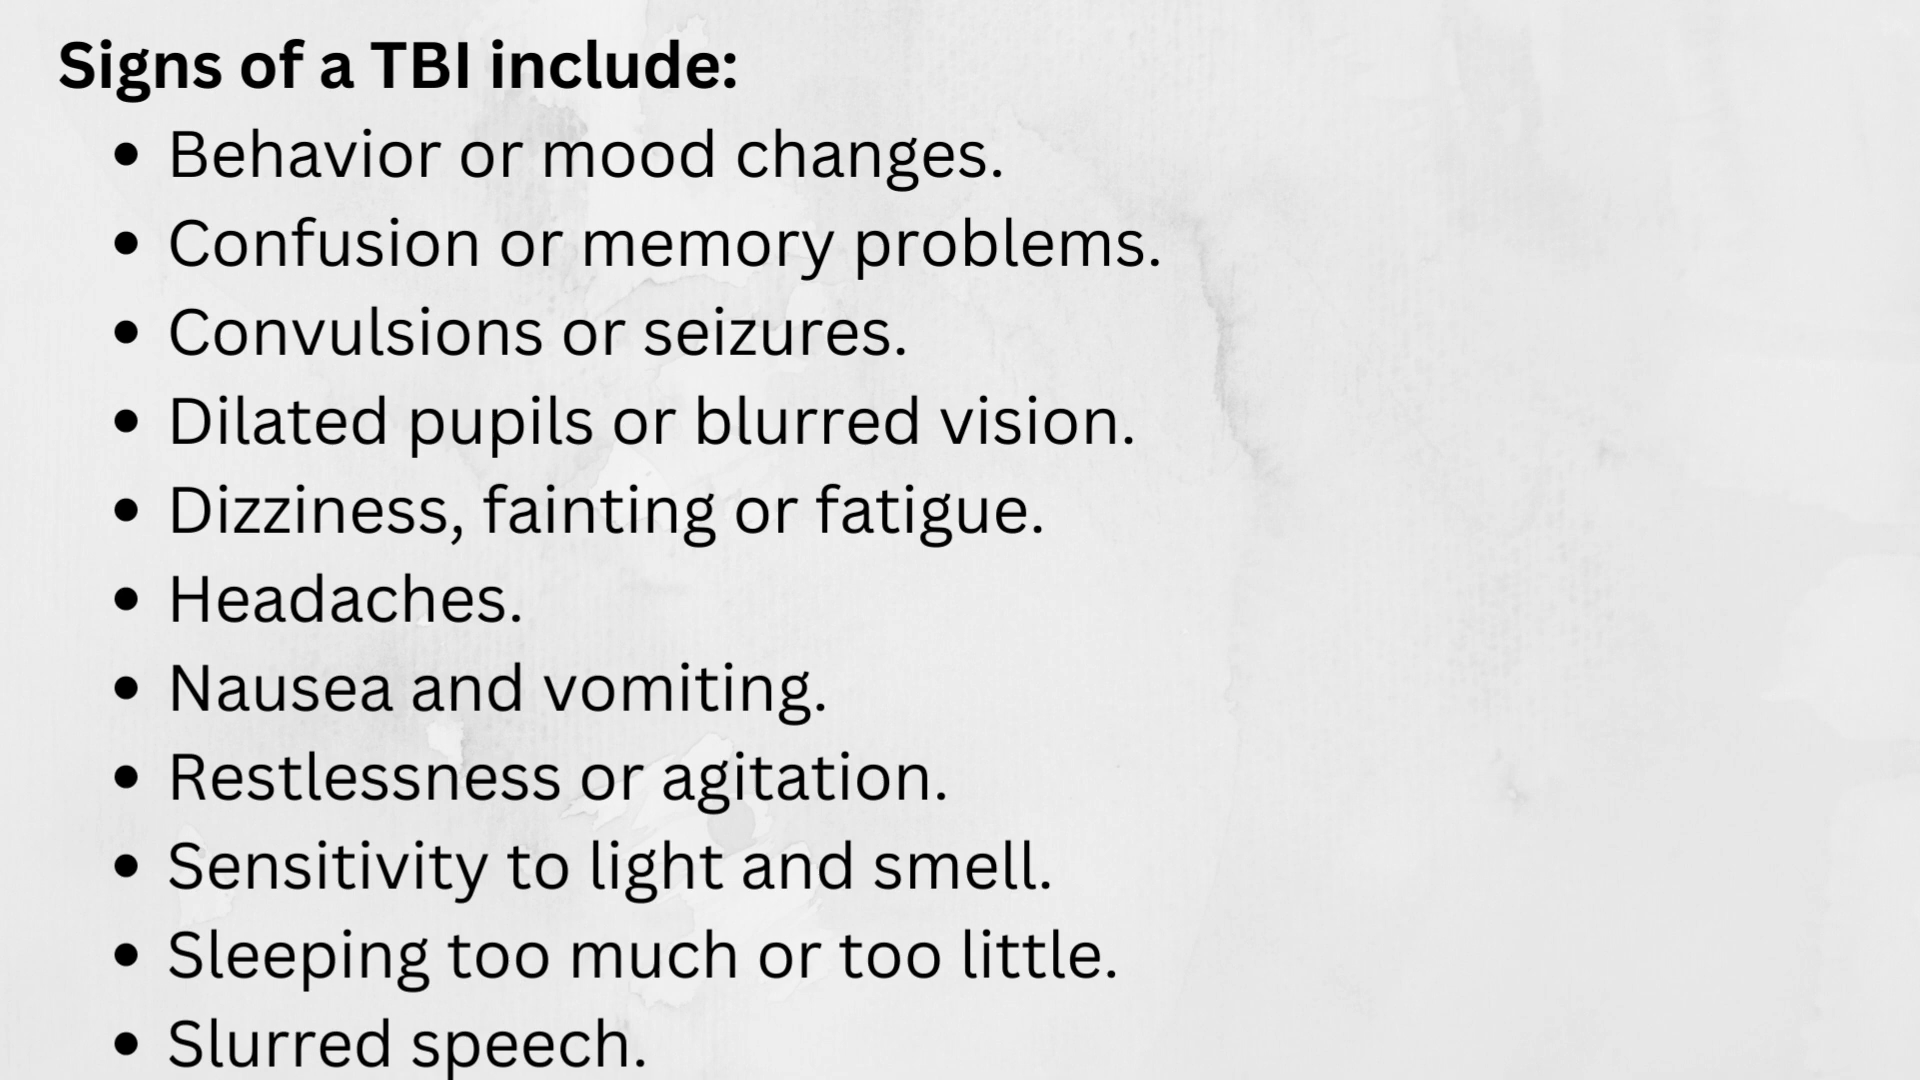 Signs of a TBI include:
• Behavior or mood changes.
• Confusion or memory problems.
• Convulsions or seizures.
• Dilated pupils or blurred vision.
• Dizziness, fainting or fatigue.
• Headaches.
• Nausea and vomiting.
• Restlessness or agitation.
• Sensitivity to light and smell.
• Sleeping too much or too little.
• Slurred speech.